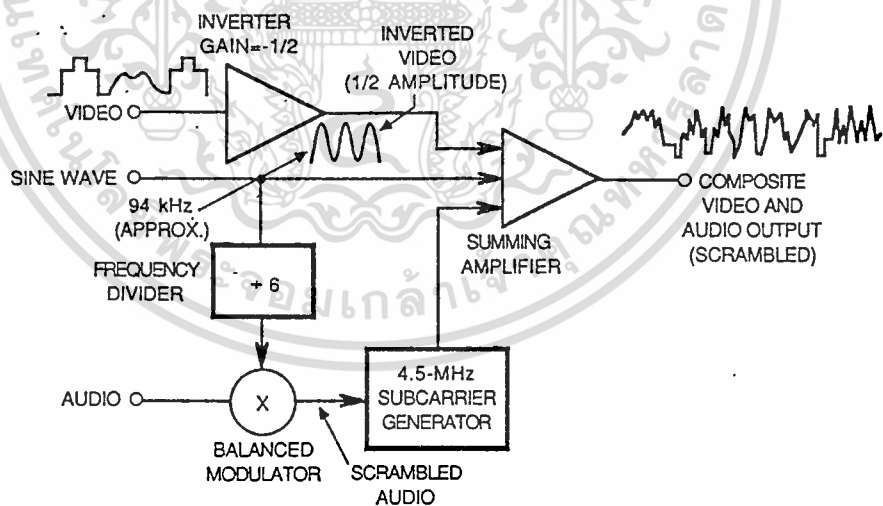 INVERTER
GAIN=-1/2
INVERTED
VIDEO
(1/2 AMPLITUDE)
VIDEO
SINE WAVE
94 kHz
(APPROX.)
SUMMING
AMPLIFIER
COMPOSITE
VIDEO AND
AUDIO OUTPUT
(SCRAMBLED)
FREQUENCY
DIVIDER
÷ 6
4.5-MHz
SUBCARRIER
GENERATOR
AUDIO
X
BALANCED
MODULATOR
SCRAMBLED
AUDIO